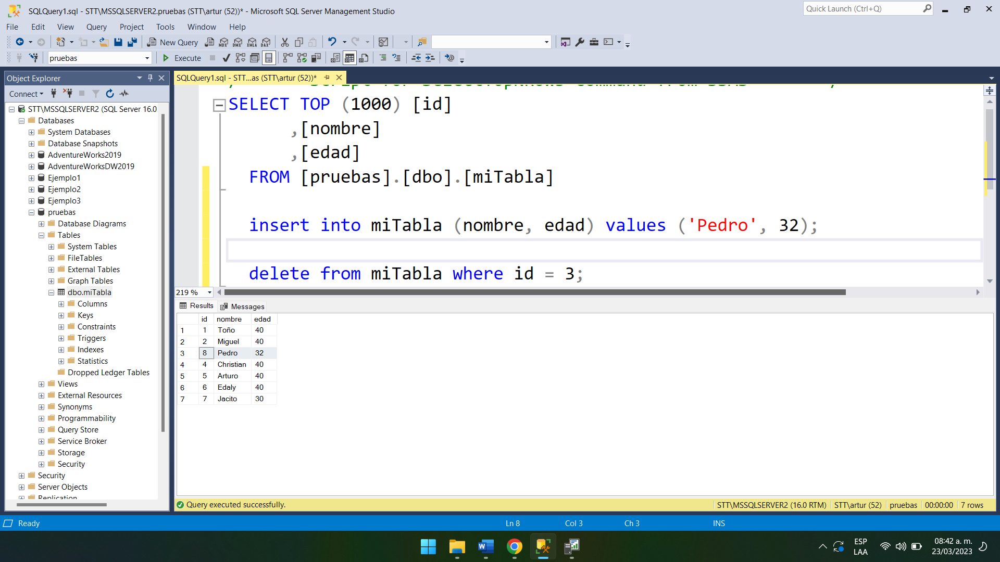 SQLQuery1.sql - STT\MSSQLSERVER2.pruebas (STT\artur (52))* - Microsoft SQL Server Management Studio
Quick Launch (Ctrl+Q)
File Edit View Query Project Tools Window Help
New Query MDX DMX XMLA DAX
pruebas Execute
Object Explorer
Connect
STT\MSSQLSERVER2 (SQL Server 16.0
Databases
System Databases
Database Snapshots
AdventureWorks2019
AdventureWorksDW2019
Ejemplo1
Ejemplo2
Ejemplo3
pruebas
Database Diagrams
Tables
System Tables
FileTables
External Tables
Graph Tables
dbo.miTabla
Columns
Keys
Constraints
Triggers
Indexes
Statistics
Dropped Ledger Tables
Views
External Resources
Synonyms
Programmability
Query Store
Service Broker
Storage
Security
Security
Server Objects
Replication
SQLQuery1.sql - STT...as (STT\artur (52))*
SELECT TOP (1000) [id]
,[nombre]
,[edad]
FROM [pruebas].[dbo].[miTabla]
insert into miTabla (nombre, edad) values ('Pedro', 32);
delete from miTabla where id = 3;
219 %
Results Messages
id nombre edad
1 1 Toño 40
2 2 Miguel 40
3 8 Pedro 32
4 4 Christian 40
5 5 Arturo 40
6 6 Edaly 40
7 7 Jacito 30
Query executed successfully. STT\MSSQLSERVER2 (16.0 RTM) STT\artur (52) pruebas 00:00:00 7 rows
Ready Ln 8 Col 3 Ch 3 INS
ESP
LAA
08:42 a. m.
23/03/2023